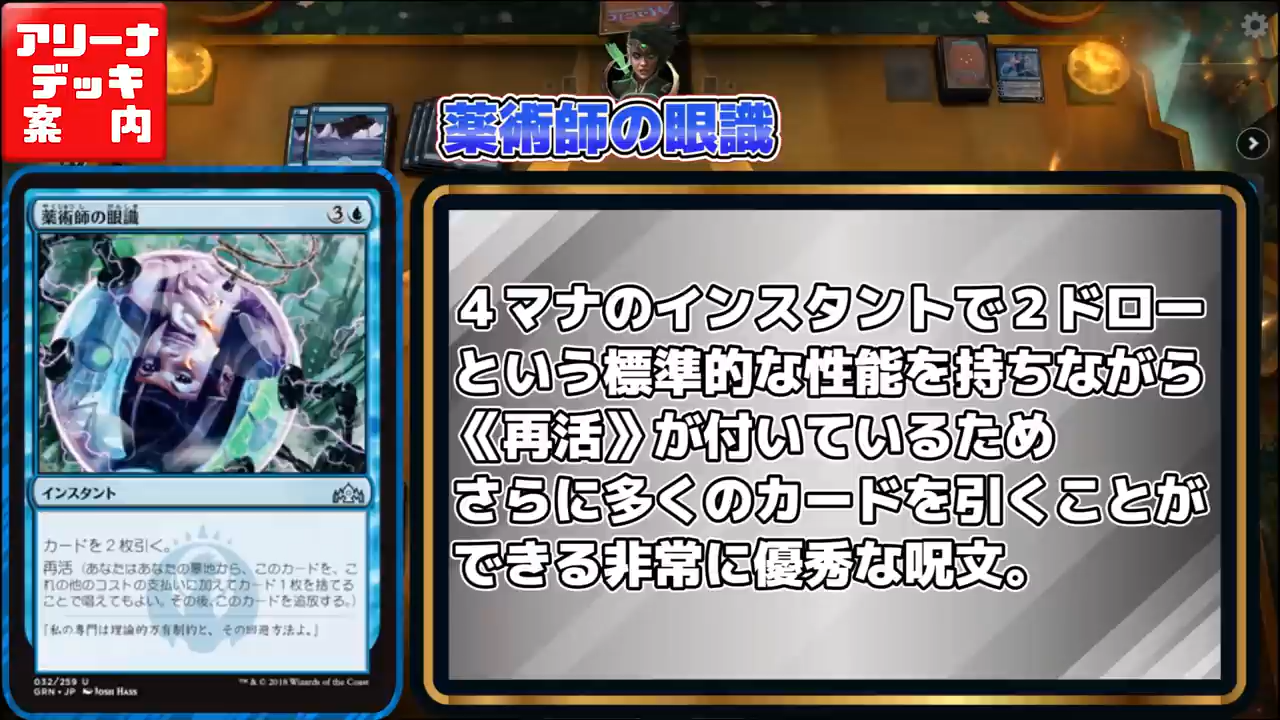 アリーナ
デッキ
案内
薬術師の眼識
薬術師の眼識
3
カードを2枚引く。
再活（あなたはあなたの墓地から、このカードを、こ
れの他のコストの支払いに加えてカード1枚を捨てる
ことで唱えてもよい。その後、このカードを追放する。）
「私の専門は理論的万有制約と、その回避方法よ。」
インスタント
032/259 U
GRN・JP Josh Hass
™ & © 2018 Wizards of the Coast
４マナのインスタントで２ドロー
という標準的な性能を持ちながら
《再活》が付いているため
さらに多くのカードを引くことが
できる非常に優秀な呪文。